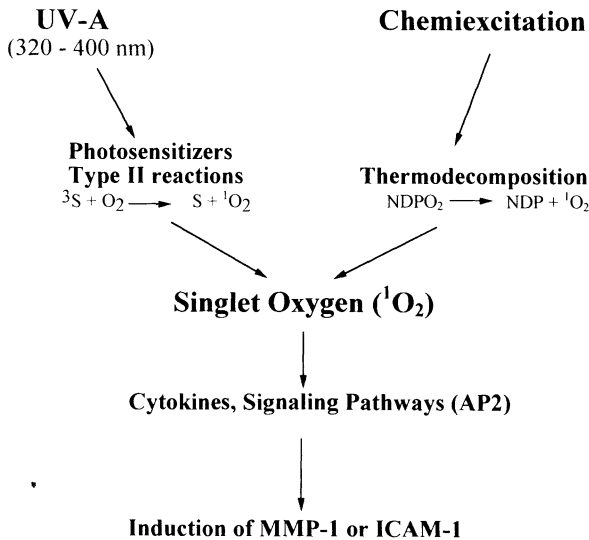 UV-A
(320 - 400 nm)
Chemiexcitation
Photosensitizers
Type II reactions
³S + O₂ → S + ¹O₂
Thermodecomposition
NDPO₂ → NDP + ¹O₂
Singlet Oxygen (¹O₂)
Cytokines, Signaling Pathways (AP2)
Induction of MMP-1 or ICAM-1